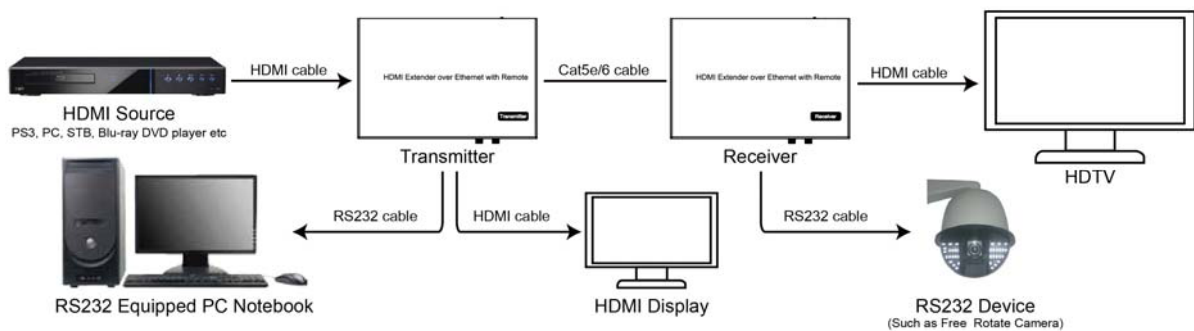 HDMI cable
HDMI Extender over Ethernet with Remote
Transmitter
Cat5e/6 cable
HDMI Extender over Ethernet with Remote
Receiver
HDMI cable
HDMI Source
PS3, PC, STB, Blu-ray DVD player etc
Transmitter
Receiver
HDTV
RS232 cable
HDMI cable
RS232 cable
RS232 Equipped PC Notebook
HDMI Display
RS232 Device
(Such as Free Rotate Camera)